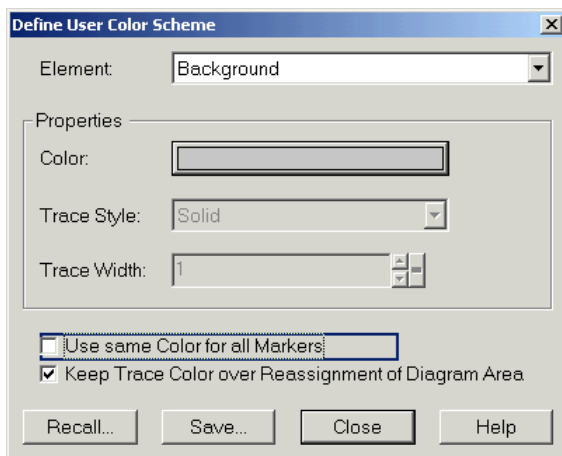 Define User Color Scheme
Element: Background
Properties
Color:
Trace Style: Solid
Trace Width: 1
Use same Color for all Markers
Keep Trace Color over Reassignment of Diagram Area
Recall... Save... Close Help